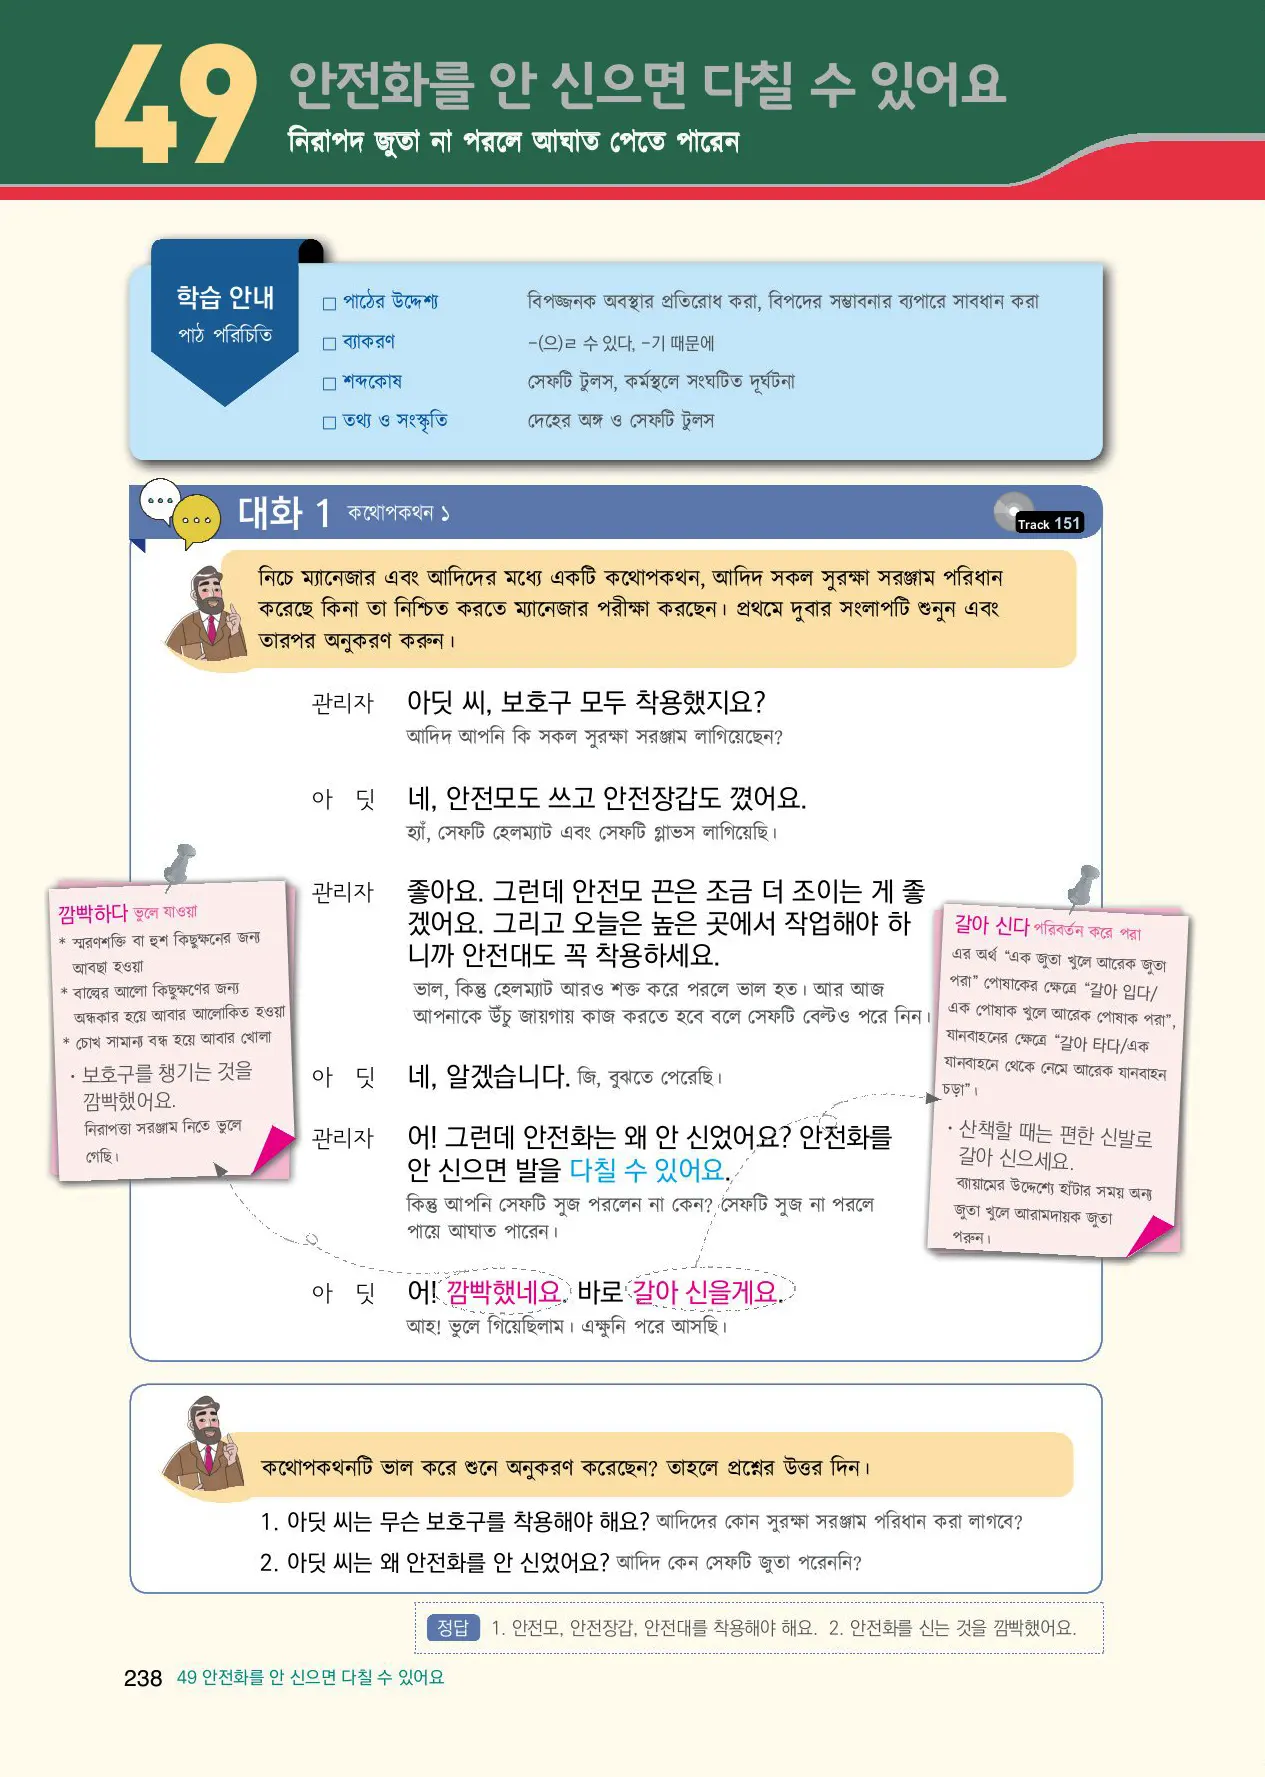 49
안전화를 안 신으면 다칠 수 있어요
নিরাপদ জুতা না পরলে আঘাত পেতে পারেন
학습 안내
পাঠ পরিচিতি
□ পাঠের উদ্দেশ্য বিপজ্জনক অবস্থার প্রতিরোধ করা, বিপদের সম্ভাবনার ব্যপারে সাবধান করা
□ ব্যাকরণ -(으)ㄹ 수 있다, -기 때문에
□ শব্দকোষ সেফটি টুলস, কর্মস্থলে সংঘটিত দূর্ঘটনা
□ তথ্য ও সংস্কৃতি দেহের অঙ্গ ও সেফটি টুলস
대화 1 কথোপকথন ১
Track 151
নিচে ম্যানেজার এবং আদিদের মধ্যে একটি কথোপকথন, আদিদ সকল সুরক্ষা সরঞ্জাম পরিধান
করেছে কিনা তা নিশ্চিত করতে ম্যানেজার পরীক্ষা করছেন। প্রথমে দুবার সংলাপটি শুনুন এবং
তারপর অনুকরণ করুন।
관리자 아딧 씨, 보호구 모두 착용했지요?
আদিদ আপনি কি সকল সুরক্ষা সরঞ্জাম লাগিয়েছেন?
아 딧 네, 안전모도 쓰고 안전장갑도 꼈어요.
হ্যাঁ, সেফটি হেলম্যাট এবং সেফটি গ্লাভস লাগিয়েছি।
관리자 좋아요. 그런데 안전모 끈은 조금 더 조이는 게 좋
겠어요. 그리고 오늘은 높은 곳에서 작업해야 하
니까 안전대도 꼭 착용하세요.
ভাল, কিন্তু হেলম্যাট আরও শক্ত করে পরলে ভাল হত। আর আজ
আপনাকে উঁচু জায়গায় কাজ করতে হবে বলে সেফটি বেল্টও পরে নিন।
아 딧 네, 알겠습니다. জি, বুঝতে পেরেছি।
관리자 어! 그런데 안전화는 왜 안 신었어요? 안전화를
안 신으면 발을 다칠 수 있어요.
কিন্তু আপনি সেফটি সুজ পরলেন না কেন? সেফটি সুজ না পরলে
পায়ে আঘাত পারেন।
아 딧 어! 깜빡했네요. 바로 갈아 신을게요.
আহ! ভুলে গিয়েছিলাম। এক্ষুনি পরে আসছি।
깜빡하다 ভুলে যাওয়া
* স্মরণশক্তি বা হুশ কিছুক্ষনের জন্য
আবছা হওয়া
* বাল্বের আলো কিছুক্ষণের জন্য
অন্ধকার হয়ে আবার আলোকিত হওয়া
* চোখ সামান্য বন্ধ হয়ে আবার খোলা
· 보호구를 챙기는 것을
깜빡했어요.
নিরাপত্তা সরঞ্জাম নিতে ভুলে
গেছি।
갈아 신다 পরিবর্তন করে পরা
এর অর্থ “এক জুতা খুলে আরেক জুতা
পরা” পোষাকের ক্ষেত্রে “갈아 입다/
এক পোষাক খুলে আরেক পোষাক পরা”,
যানবাহনের ক্ষেত্রে “갈아 타다/এক
যানবাহনে থেকে নেমে আরেক যানবাহন
চড়া”।
· 산책할 때는 편한 신발로
갈아 신으세요.
ব্যায়ামের উদ্দেশ্যে হাঁটার সময় অন্য
জুতা খুলে আরামদায়ক জুতা
পরুন।
কথোপকথনটি ভাল করে শুনে অনুকরণ করেছেন? তাহলে প্রশ্নের উত্তর দিন।
1. 아딧 씨는 무슨 보호구를 착용해야 해요? আদিদের কোন সুরক্ষা সরঞ্জাম পরিধান করা লাগবে?
2. 아딧 씨는 왜 안전화를 안 신었어요? আদিদ কেন সেফটি জুতা পরেননি?
정답 1. 안전모, 안전장갑, 안전대를 착용해야 해요. 2. 안전화를 신는 것을 깜빡했어요.
238 49 안전화를 안 신으면 다칠 수 있어요